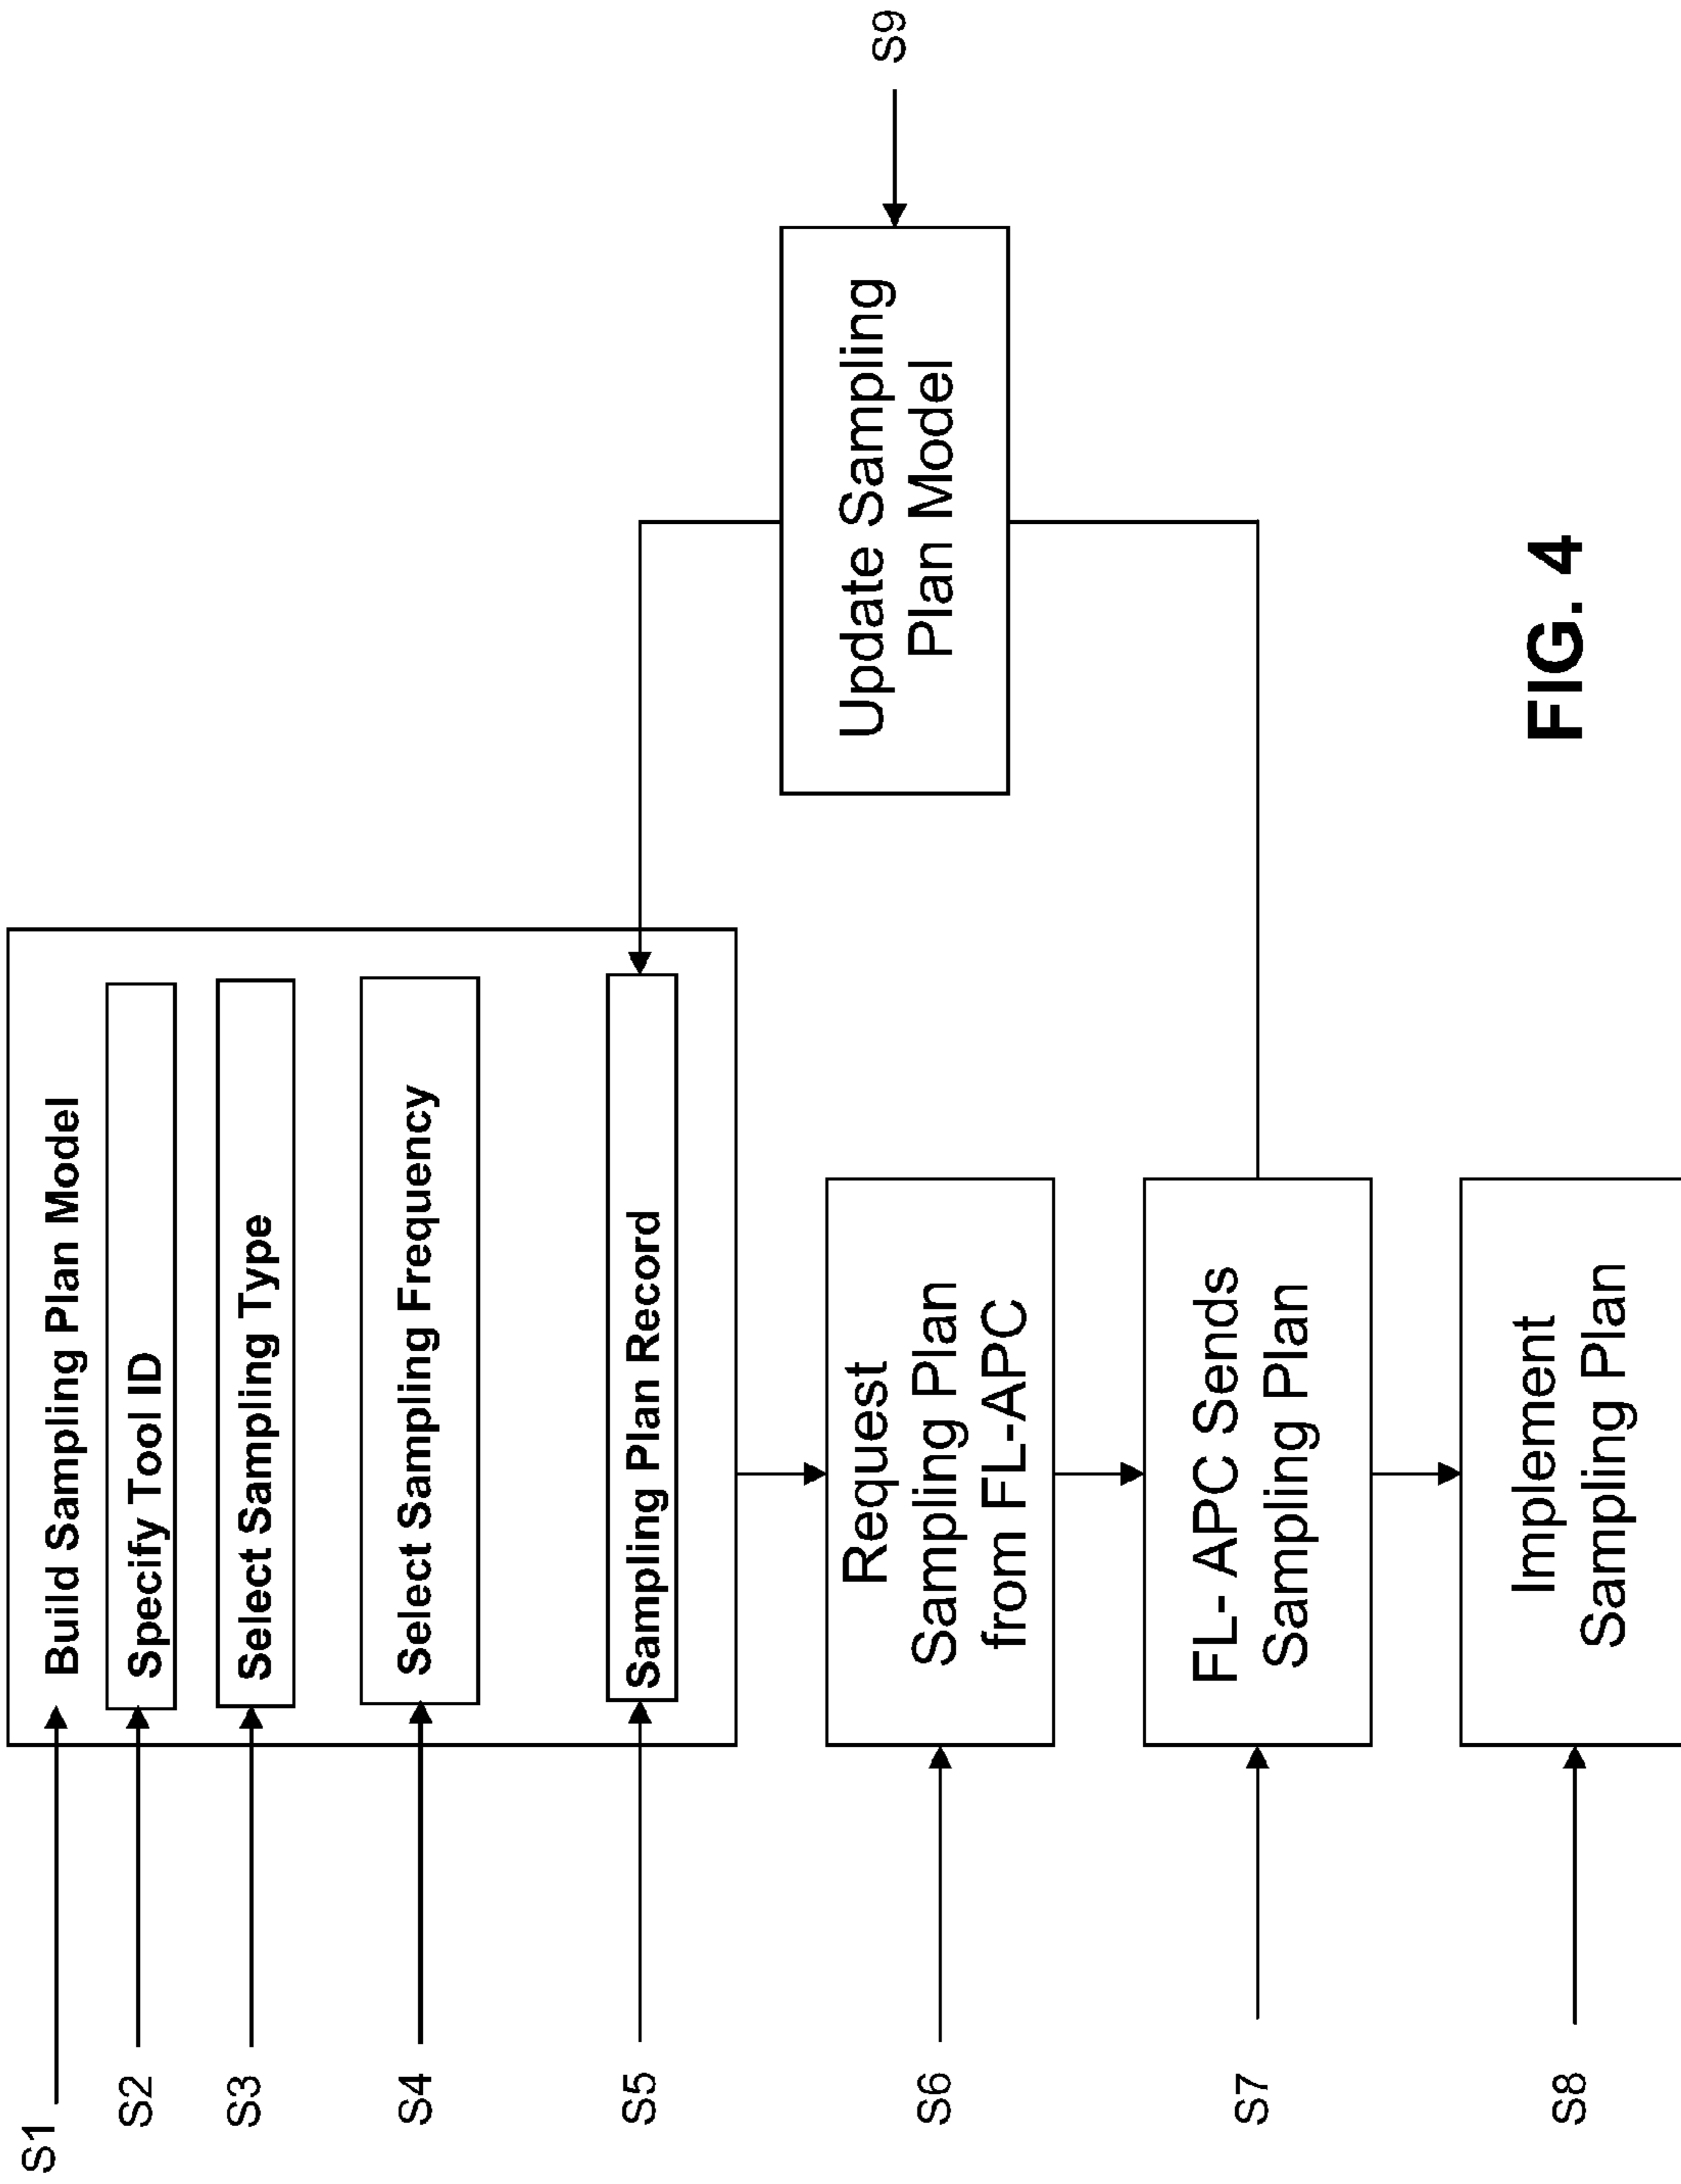 S1
Build Sampling Plan Model
S2
Specify Tool ID
S3
Select Sampling Type
S4
Select Sampling Frequency
S5
Sampling Plan Record
S6
Request
Sampling Plan
from FL-APC
S7
FL- APC Sends
Sampling Plan
S8
Implement
Sampling Plan
Update Sampling
Plan Model
S9
FIG. 4